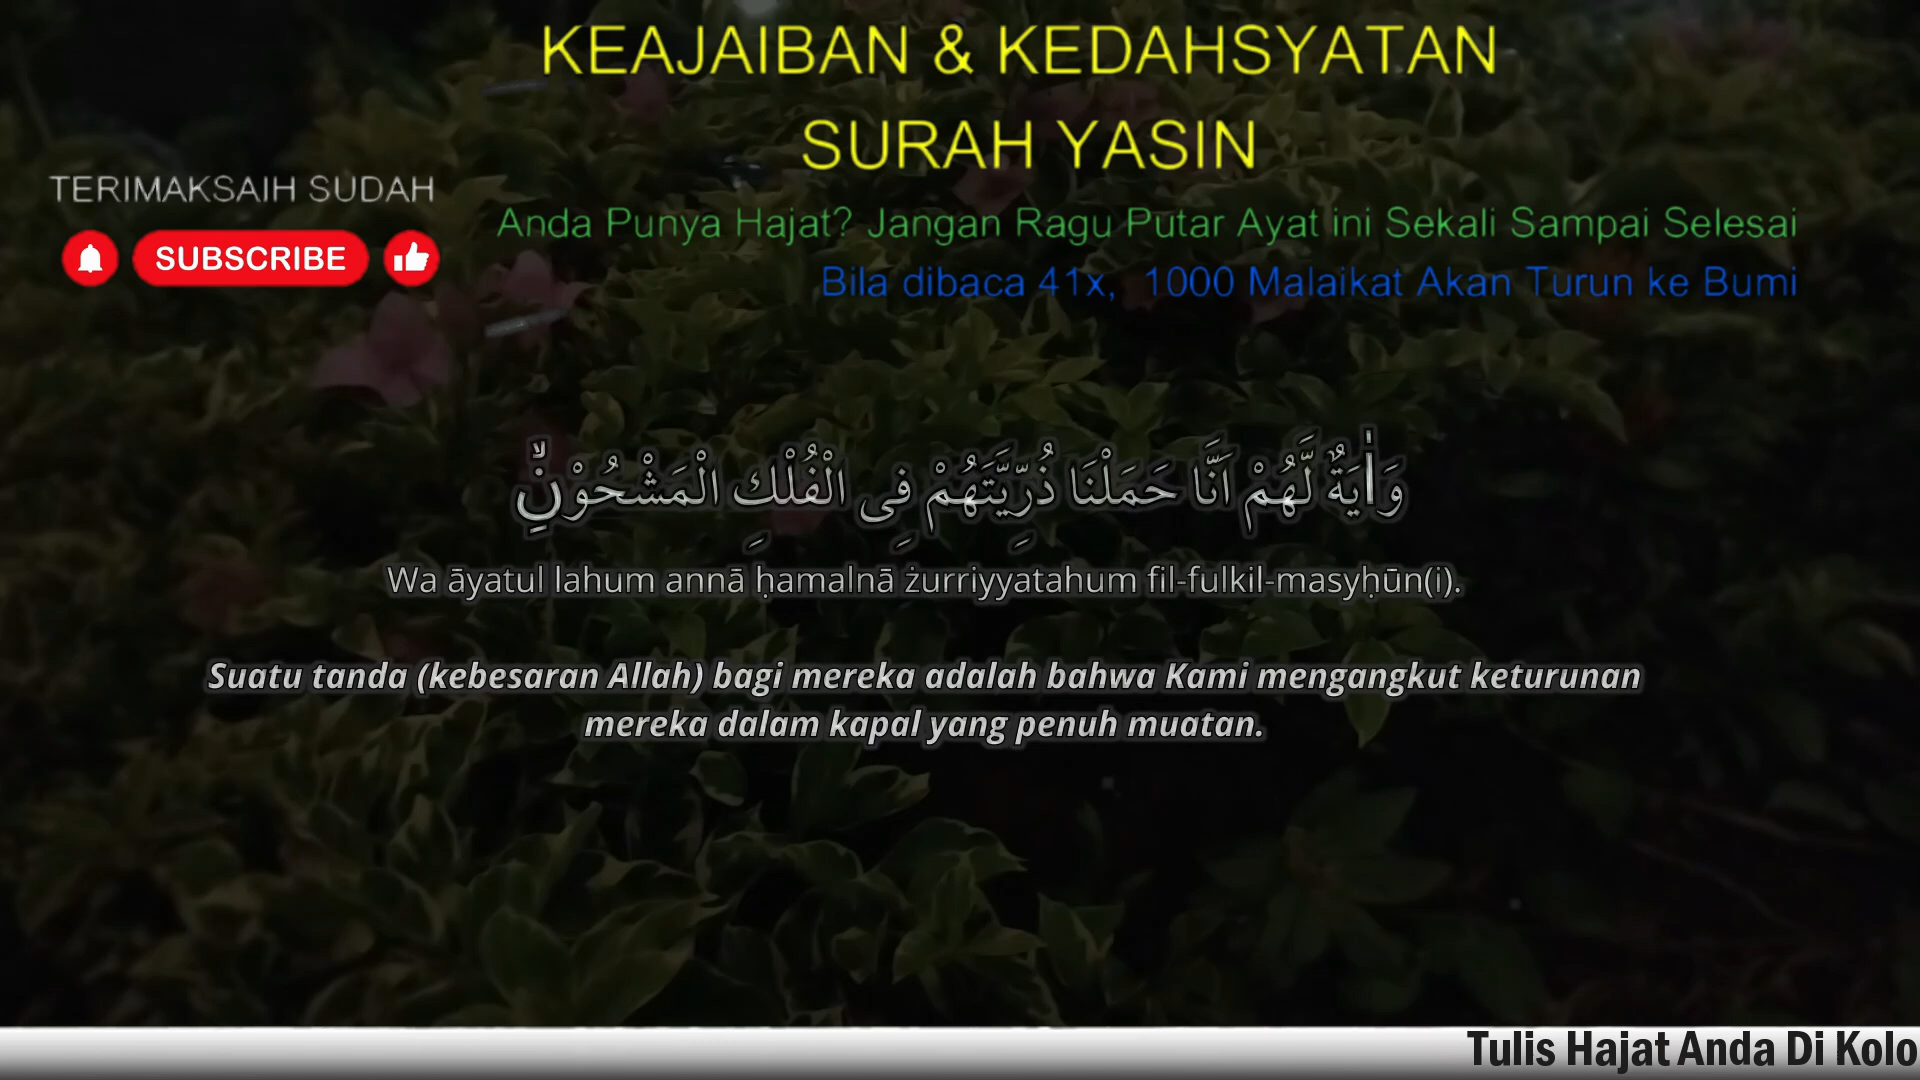 KEAJAIBAN & KEDAHSYATAN
SURAH YASIN
TERIMAKSAIH SUDAH
SUBSCRIBE
Anda Punya Hajat? Jangan Ragu Putar Ayat ini Sekali Sampai Selesai
Bila dibaca 41x, 1000 Malaikat Akan Turun ke Bumi
وَاٰيَةٌ لَّهُمْ اَنَّا حَمَلْنَا ذُرِّيَّتَهُمْ فِى الْفُلْكِ الْمَشْحُوْنِۙ
Wa āyatul lahum annā ḥamalnā żurriyyatahum fil-fulkil-masyḥūn(i).
Suatu tanda (kebesaran Allah) bagi mereka adalah bahwa Kami mengangkut keturunan
mereka dalam kapal yang penuh muatan.
Tulis Hajat Anda Di Kolo